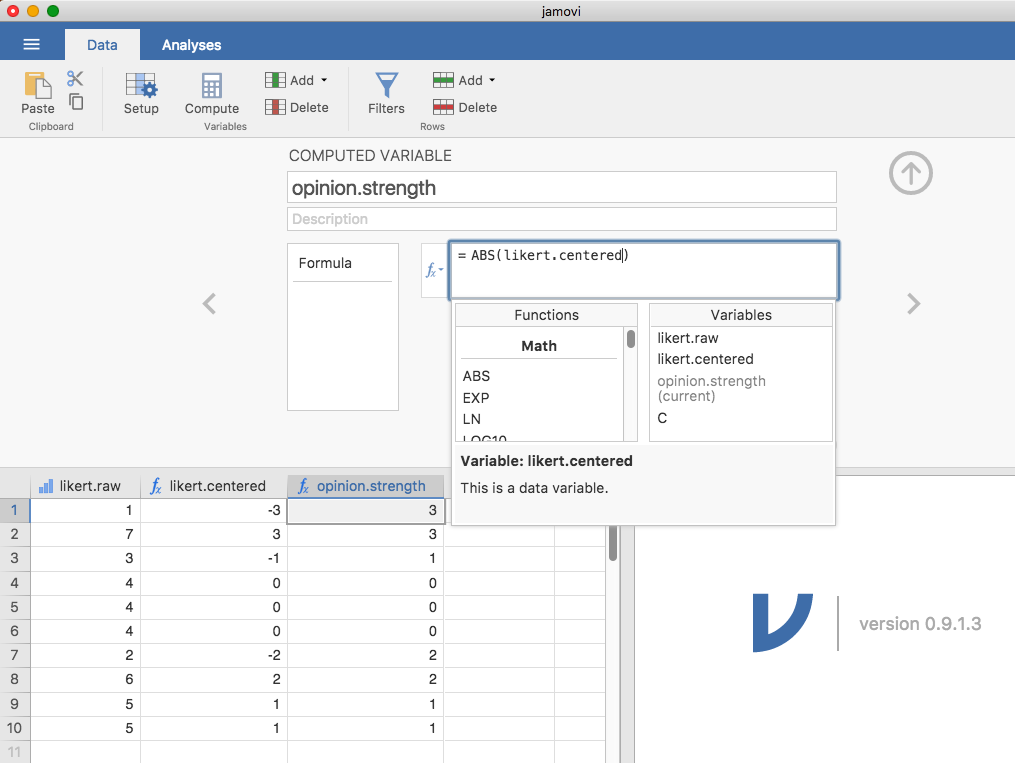 jamovi
Data Analyses
Paste Setup Compute Add Delete Filters Add Delete
Clipboard Variables Rows
COMPUTED VARIABLE
opinion.strength
Description
Formula
fx
= ABS(likert.centered)
Functions Variables
Math
ABS
EXP
LN
LOG10
likert.raw
likert.centered
opinion.strength
(current)
C
Variable: likert.centered
This is a data variable.
likert.raw fx likert.centered fx opinion.strength
1 1 -3 3
2 7 3 3
3 3 -1 1
4 4 0 0
5 4 0 0
6 4 0 0
7 2 -2 2
8 6 2 2
9 5 1 1
10 5 1 1
11
version 0.9.1.3